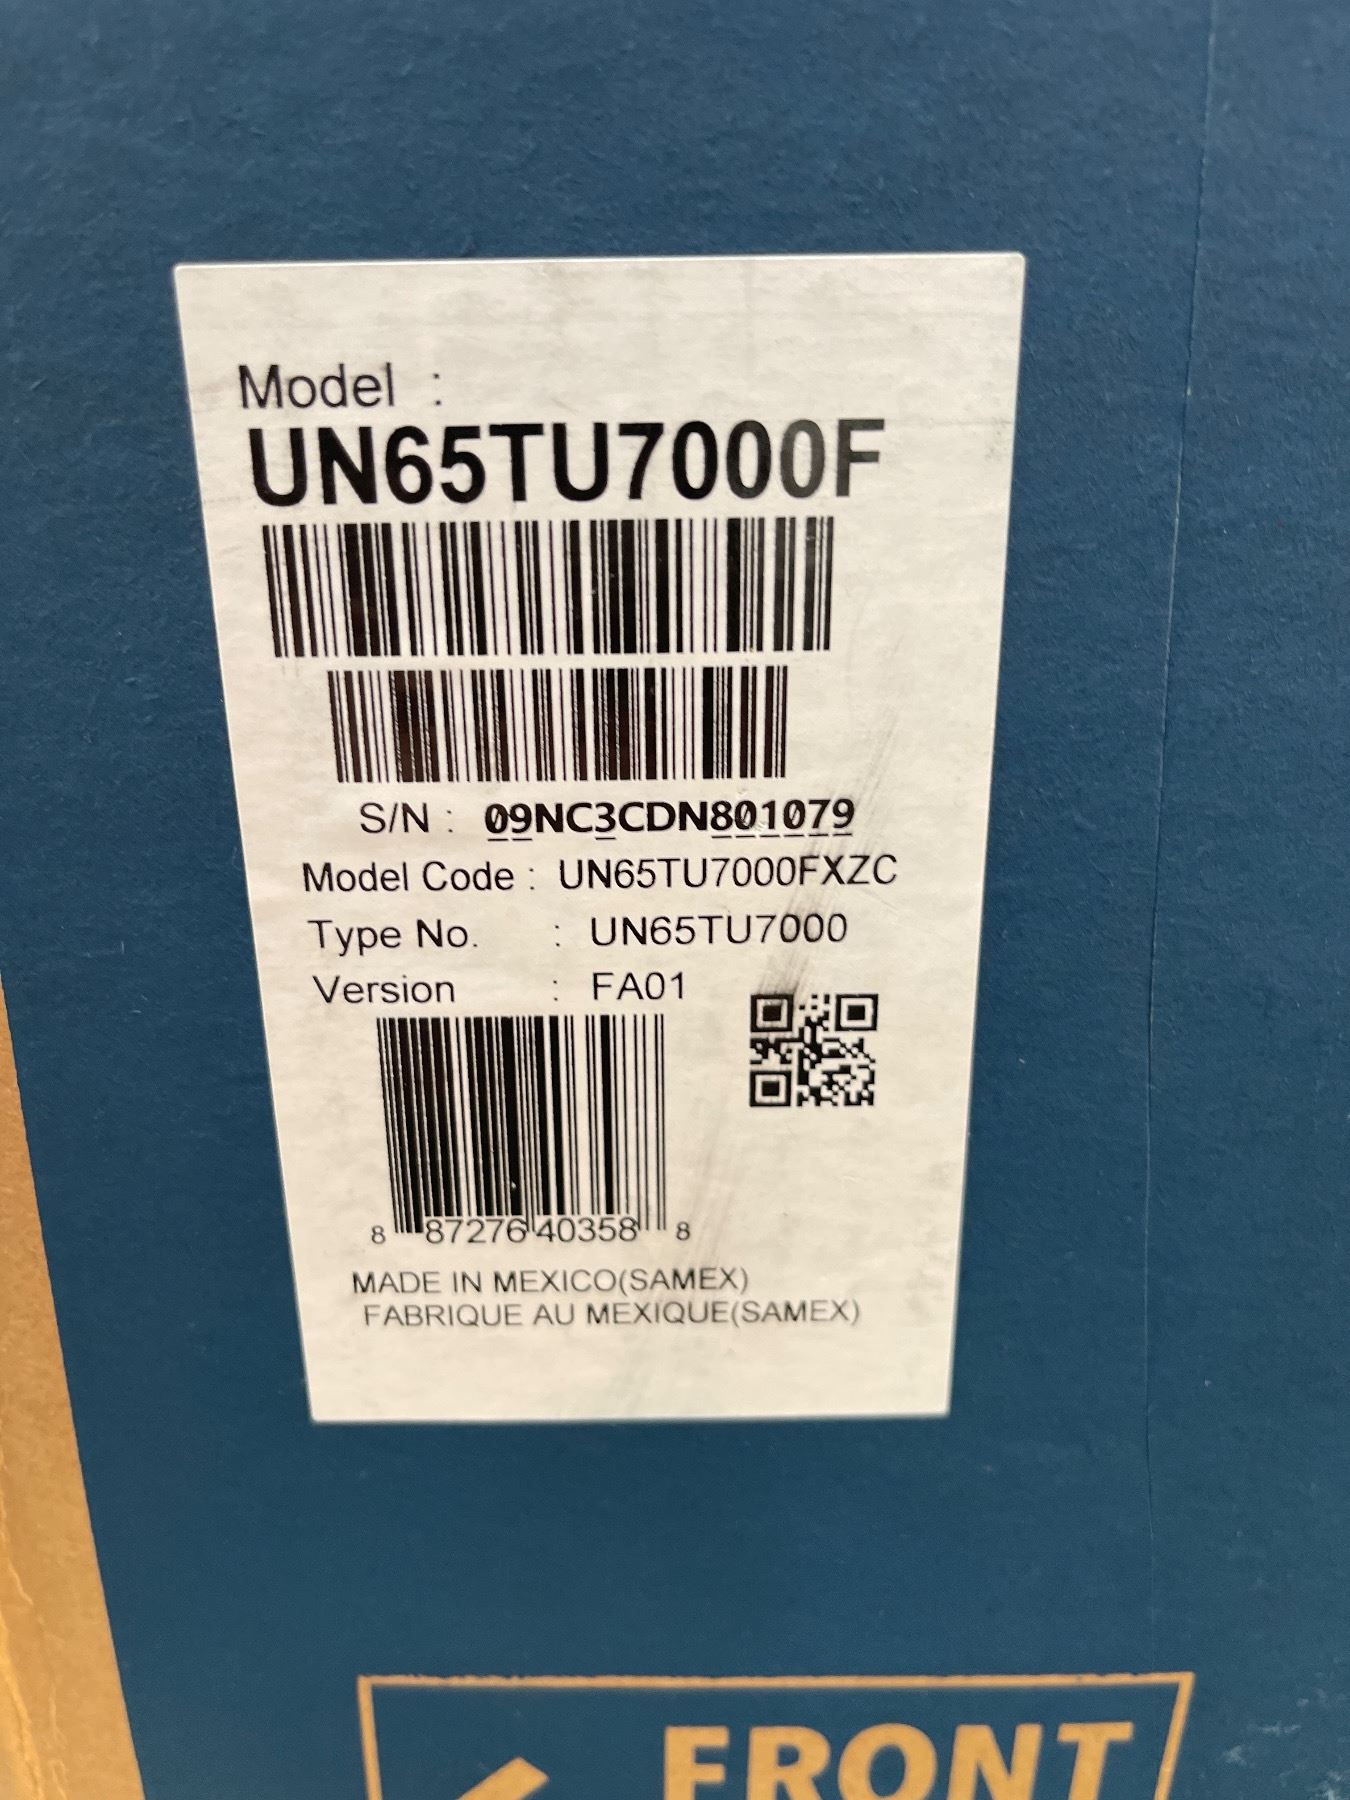 Model :
UN65TU7000F
S/N : 09NC3CDN801079
Model Code : UN65TU7000FXZC
Type No. : UN65TU7000
Version : FA01
8 87276 40358 8
MADE IN MEXICO(SAMEX)
FABRIQUE AU MEXIQUE(SAMEX)
FRONT